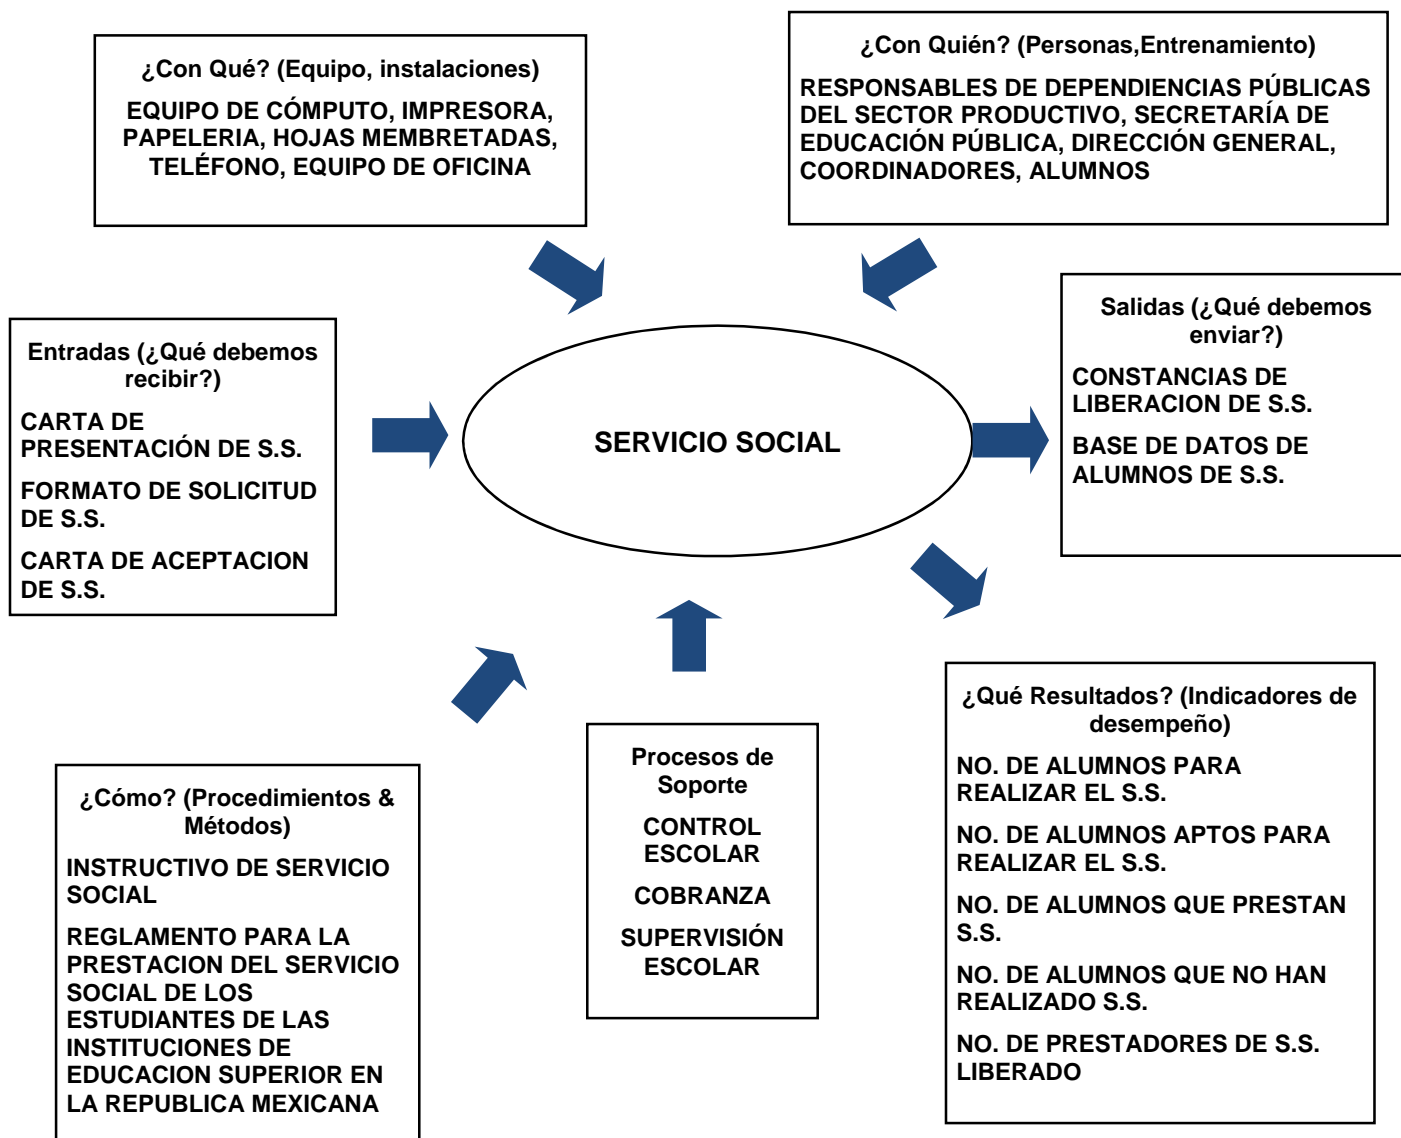 ¿Con Qué? (Equipo, instalaciones)
EQUIPO DE CÓMPUTO, IMPRESORA,
PAPELERIA, HOJAS MEMBRETADAS,
TELÉFONO, EQUIPO DE OFICINA
¿Con Quién? (Personas,Entrenamiento)
RESPONSABLES DE DEPENDIENCIAS PÚBLICAS
DEL SECTOR PRODUCTIVO, SECRETARÍA DE
EDUCACIÓN PÚBLICA, DIRECCIÓN GENERAL,
COORDINADORES, ALUMNOS
Entradas (¿Qué debemos
recibir?)
CARTA DE
PRESENTACIÓN DE S.S.
FORMATO DE SOLICITUD
DE S.S.
CARTA DE ACEPTACION
DE S.S.
SERVICIO SOCIAL
Salidas (¿Qué debemos
enviar?)
CONSTANCIAS DE
LIBERACION DE S.S.
BASE DE DATOS DE
ALUMNOS DE S.S.
¿Cómo? (Procedimientos &
Métodos)
INSTRUCTIVO DE SERVICIO
SOCIAL
REGLAMENTO PARA LA
PRESTACION DEL SERVICIO
SOCIAL DE LOS
ESTUDIANTES DE LAS
INSTITUCIONES DE
EDUCACION SUPERIOR EN
LA REPUBLICA MEXICANA
Procesos de
Soporte
CONTROL
ESCOLAR
COBRANZA
SUPERVISIÓN
ESCOLAR
¿Qué Resultados? (Indicadores de
desempeño)
NO. DE ALUMNOS PARA
REALIZAR EL S.S.
NO. DE ALUMNOS APTOS PARA
REALIZAR EL S.S.
NO. DE ALUMNOS QUE PRESTAN
S.S.
NO. DE ALUMNOS QUE NO HAN
REALIZADO S.S.
NO. DE PRESTADORES DE S.S.
LIBERADO